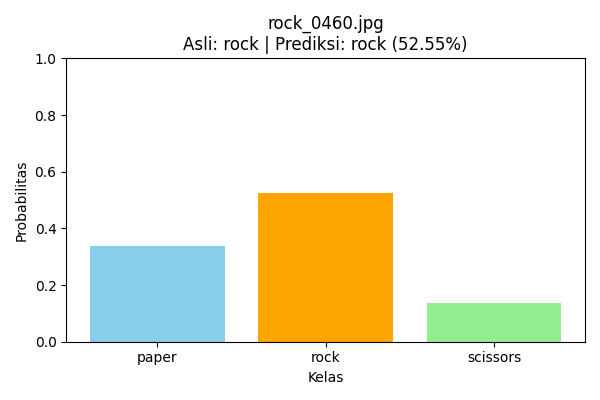 rock_0460.jpg
Asli: rock | Prediksi: rock (52.55%)
1.0
0.8
0.6
0.4
0.2
0.0
Probabilitas
paper rock scissors
Kelas